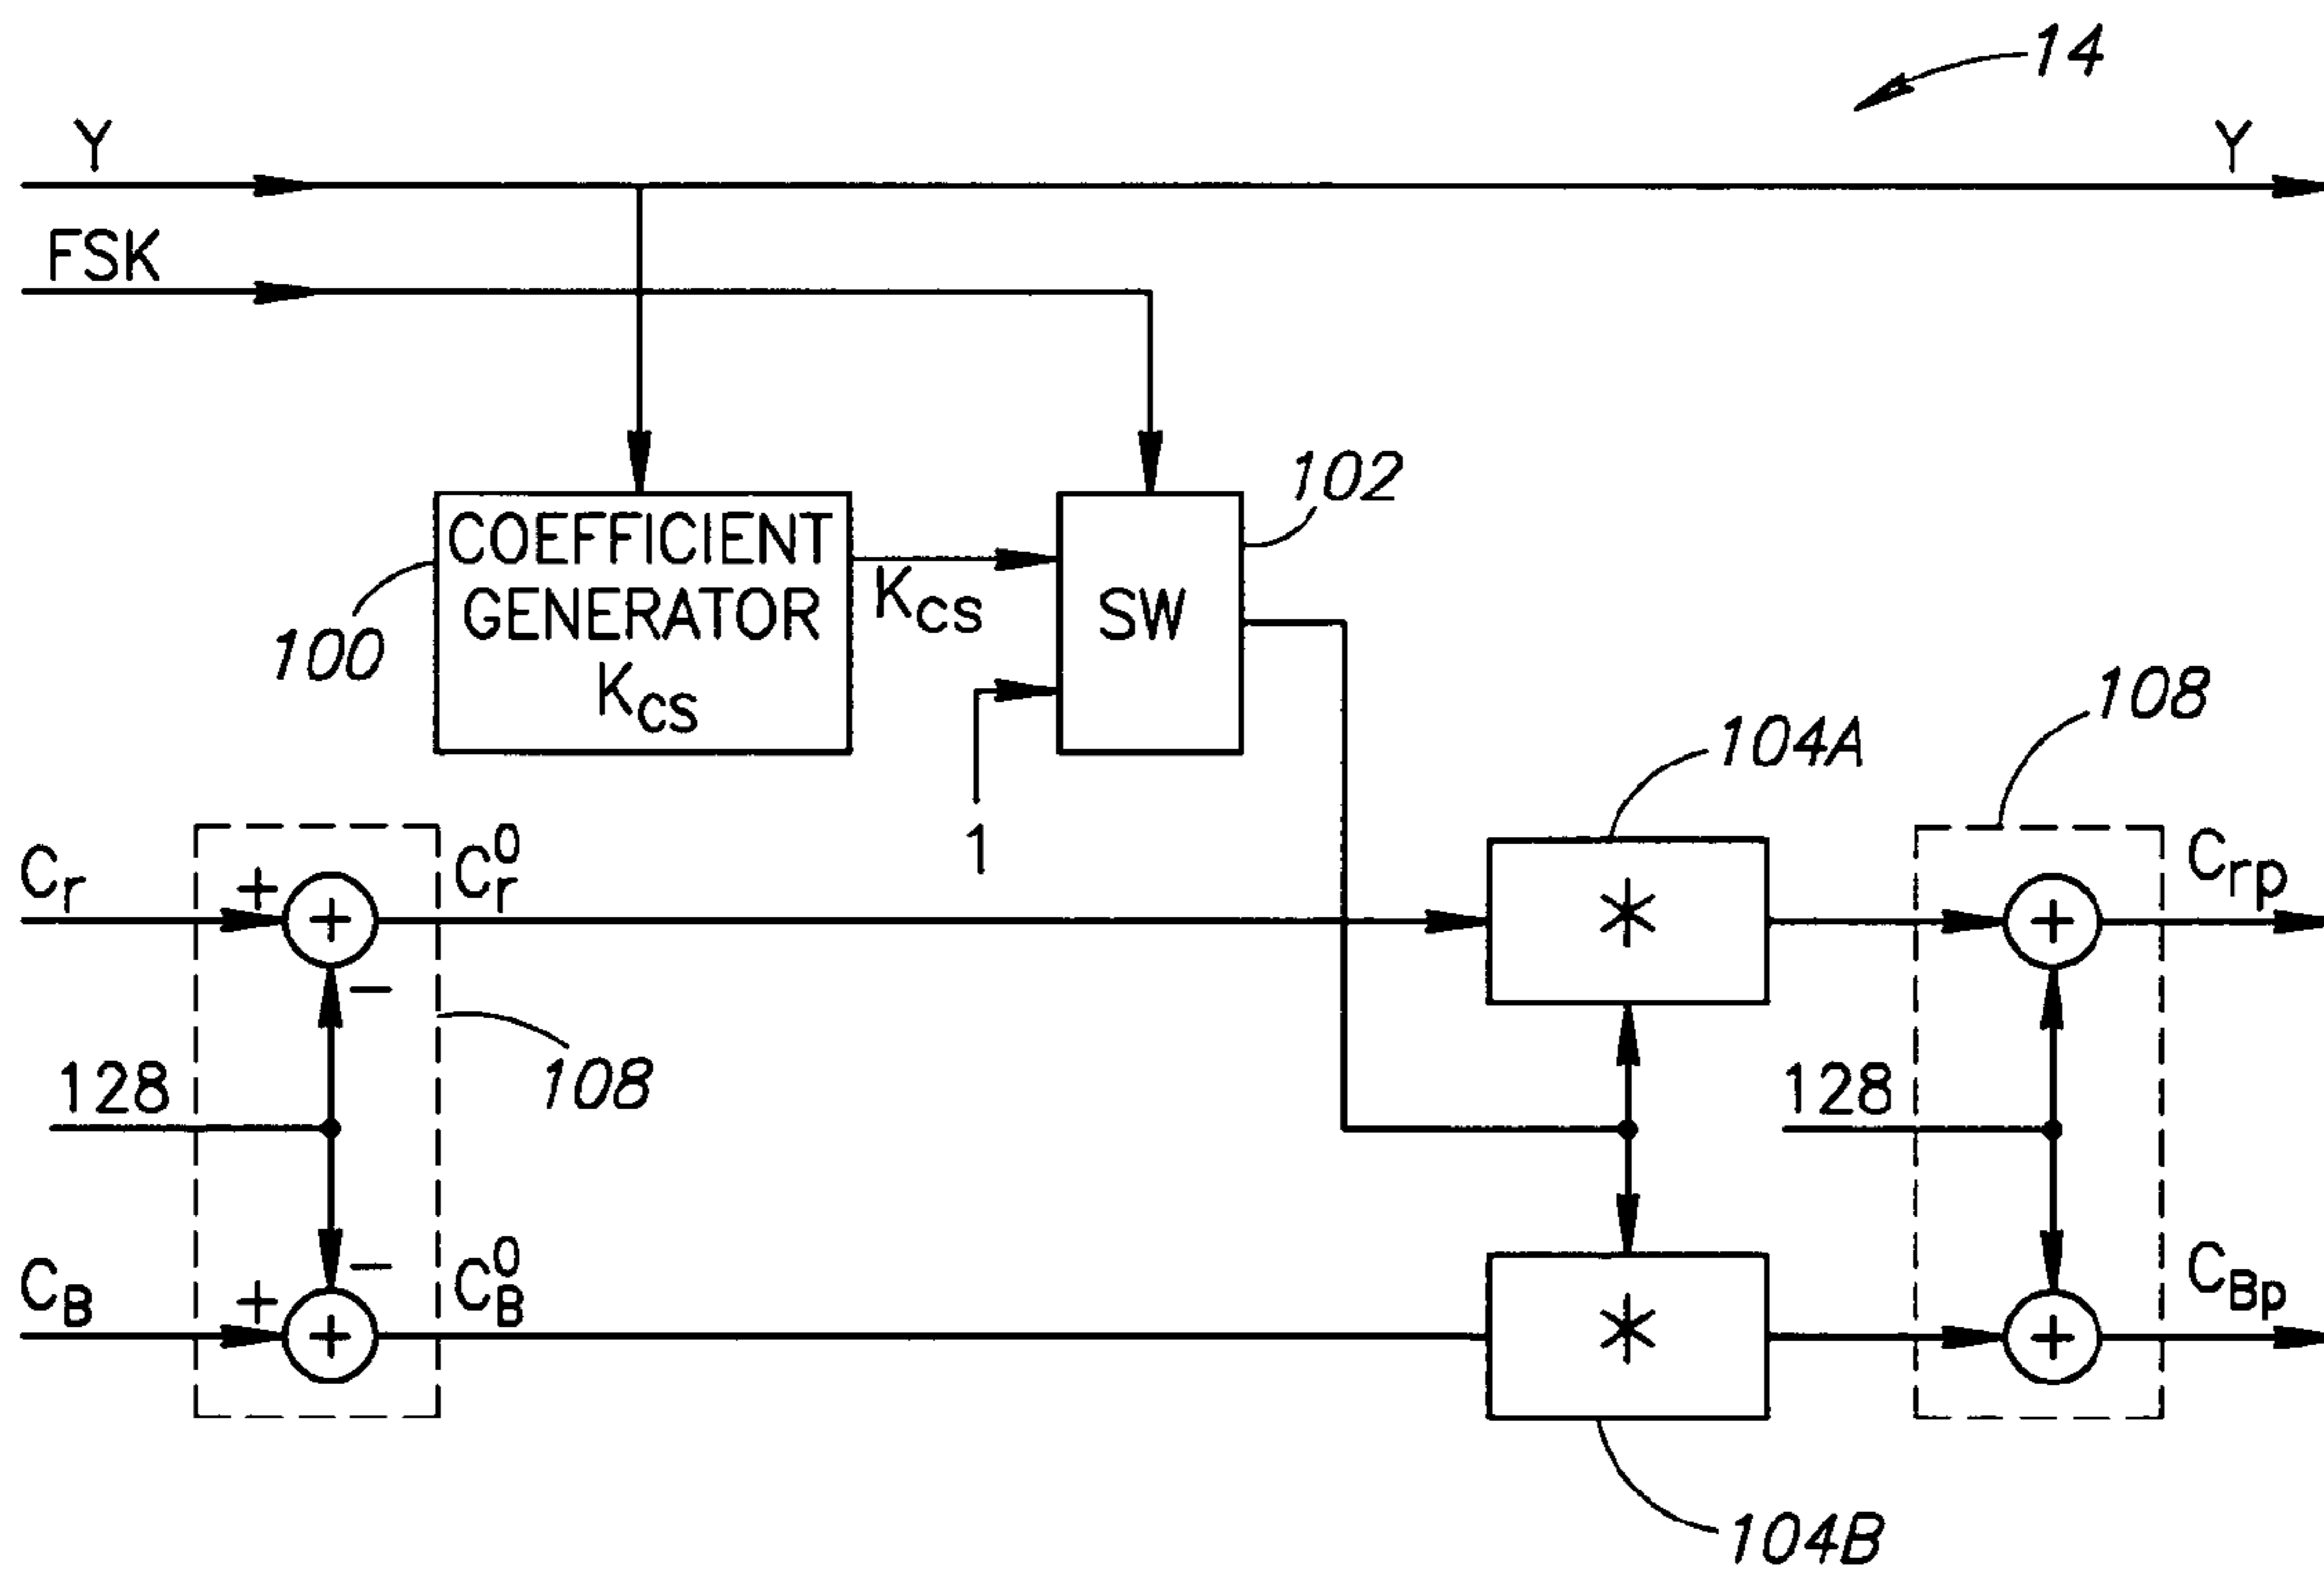 14
Y
Y
FSK
102
COEFFICIENT
GENERATOR
Kcs
Kcs
SW
100
1
108
104A
Cr
+
+
–
Cr0
*
+
Crp
128
108
128
CB
+
+
–
CB0
*
+
CBp
104B